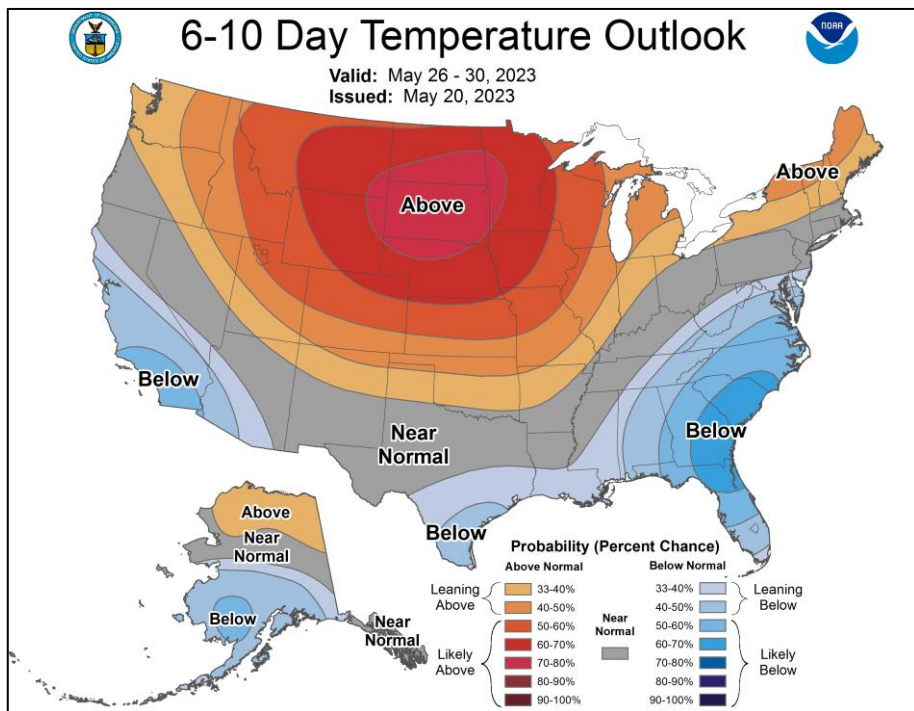 6-10 Day Temperature Outlook
Valid: May 26 - 30, 2023
Issued: May 20, 2023
NOAA
Above
Above
Below
Near
Normal
Below
Below
Above
Near
Normal
Below
Near
Normal
Probability (Percent Chance)
Above Normal
Below Normal
Leaning
Above
33-40%
40-50%
Likely
Above
50-60%
60-70%
70-80%
80-90%
90-100%
Near
Normal
33-40%
40-50%
Leaning
Below
50-60%
60-70%
70-80%
80-90%
90-100%
Likely
Below